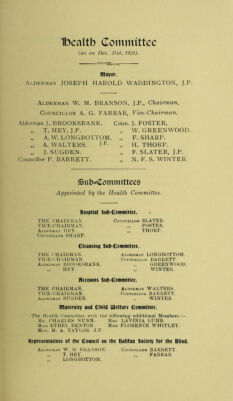 Health Committee
(as on Dec. 31st, 1924).
Mayor.
ALDERMAN JOSEPH HAROLD WADDINGTON, J.P.
ALDERMAN W. M. BRANSON, J.P., Chairman,
COUNCILLOR A. G. FARRAR, Vice-Chairman.
Alderman J. BROOKSBANK. Coun. J. FOSTER.
„ T. HEY, J.P. „ W. GREENWOOD.
„ A. W. LONGBOTTOM, J.P. „ F. SHARP.
„ A. WALTERS. „ H. THORP.
„ J. SUGDEN. „ F. SLATER, J.P.
Councillor P. BARRETT. „ N. F. S. WINTER
Sub-Committees
Appointed by the Health Committee.
Hospital Sub-Committee.
THE CHAIRMAN. COUNCILLOR SLATER.
VICE-CHAIRMAN. „ FOSTER.
ALDERMAN HEY. „ THORP.
COUNCILLOR SHARP.
Cleansing Sub-Committee.
THE CHAIRMAN. ALDERMAN LONGBOTTOM.
VICE-CHAIRMAN. COUNCILLOR BARRETT.
ALDERMAN BROOKSBANK. „ GREENWOOD.
„ HEY. „ WINTER.
Accounts Sub-Committee.
THE CHAIRMAN. ALDERMAN WALTERS.
VICE-CHAIRMAN. COUNCILLOR BARRETT.
ALDERMAN SUGDEN. „ WINTER
Maternity and Child Welfare Committee.
The Health Committee with the following additional Members:—
Mr. CHARLES NUNN. Miss LAVINIA LUMB.
Miss ETHEL DENTON. Miss FLORENCE WHITLEY.
Mrs. M. A. TAYLOR, J.P.
Representatives of the Council on the Halifax Society for the Blind.
ALDERMAN W. M. BRANSON. COUNCILLOR BARRETT.
„ T. HEY. „ FARRAR.
„ LONGBOTTOM.